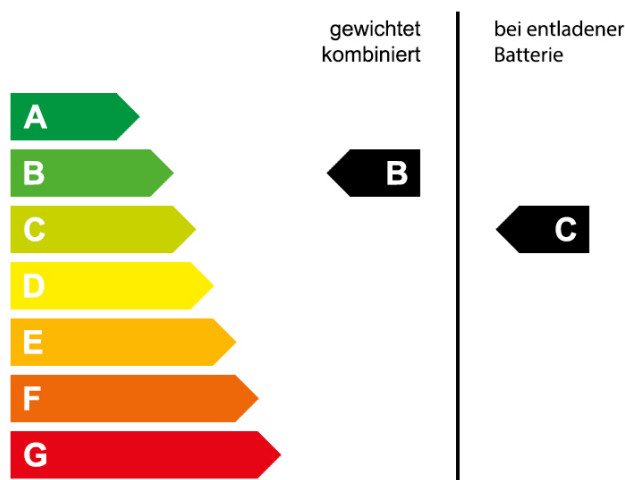 gewichtet
kombiniert
bei entladener
Batterie
A
B
B
C
C
D
E
F
G